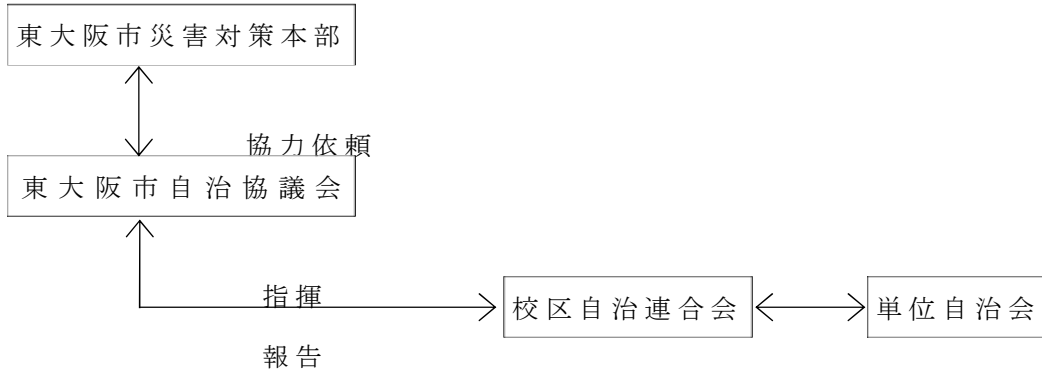 東大阪市災害対策本部
協力依頼
東大阪市自治協議会
指揮
校区自治連合会
単位自治会
報告